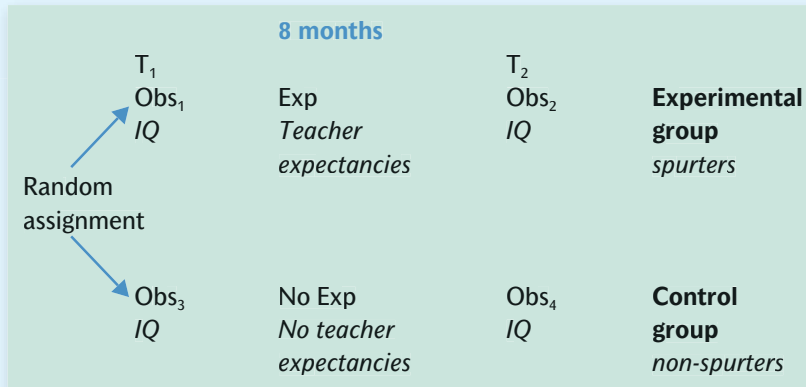 8 months
T₁ T₂
Obs₁ Exp Obs₂ Experimental
IQ Teacher IQ group
expectancies spurters
Random
assignment
Obs₃ No Exp Obs₄ Control
IQ No teacher IQ group
expectancies non-spurters